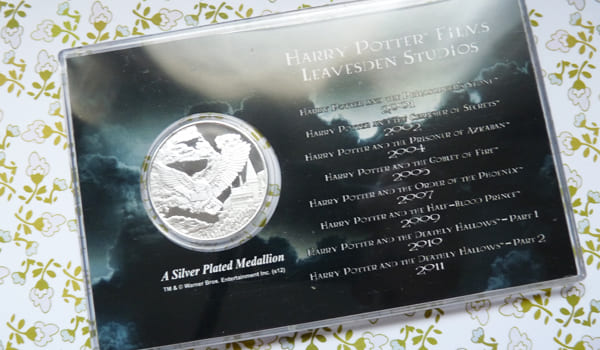 HARRY POTTER™ FILMS
LEAVESDEN STUDIOS
HARRY POTTER AND THE PHILOSOPHER'S STONE™
2001
HARRY POTTER AND THE CHAMBER OF SECRETS™
2002
HARRY POTTER AND THE PRISONER OF AZKABAN™
2004
HARRY POTTER AND THE GOBLET OF FIRE™
2005
HARRY POTTER AND THE ORDER OF THE PHOENIX™
2007
HARRY POTTER AND THE HALF-BLOOD PRINCE™
2009
HARRY POTTER AND THE DEATHLY HALLOWS™-PART 1
2010
HARRY POTTER AND THE DEATHLY HALLOWS™-PART 2
2011
A Silver Plated Medallion
TM & © Warner Bros. Entertainment Inc. (s12)